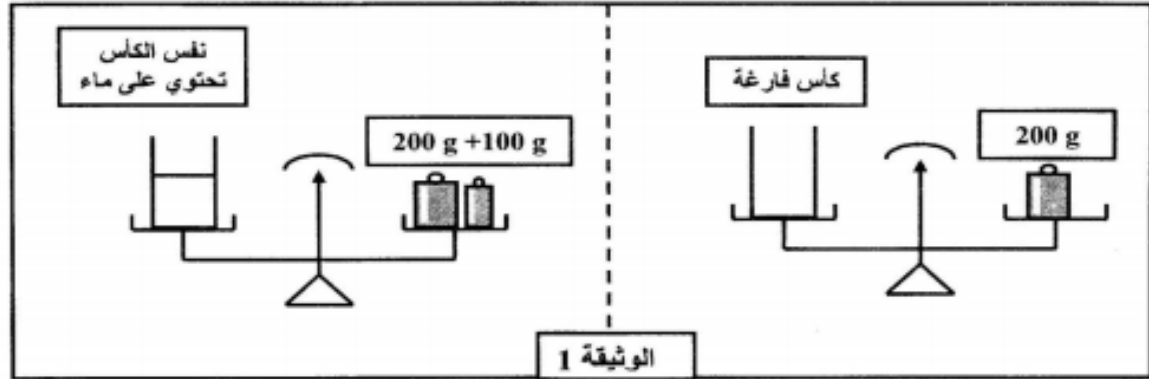 كأس فارغة
200 g
نفس الكأس
تحتوي على ماء
200 g +100 g
الوثيقة 1